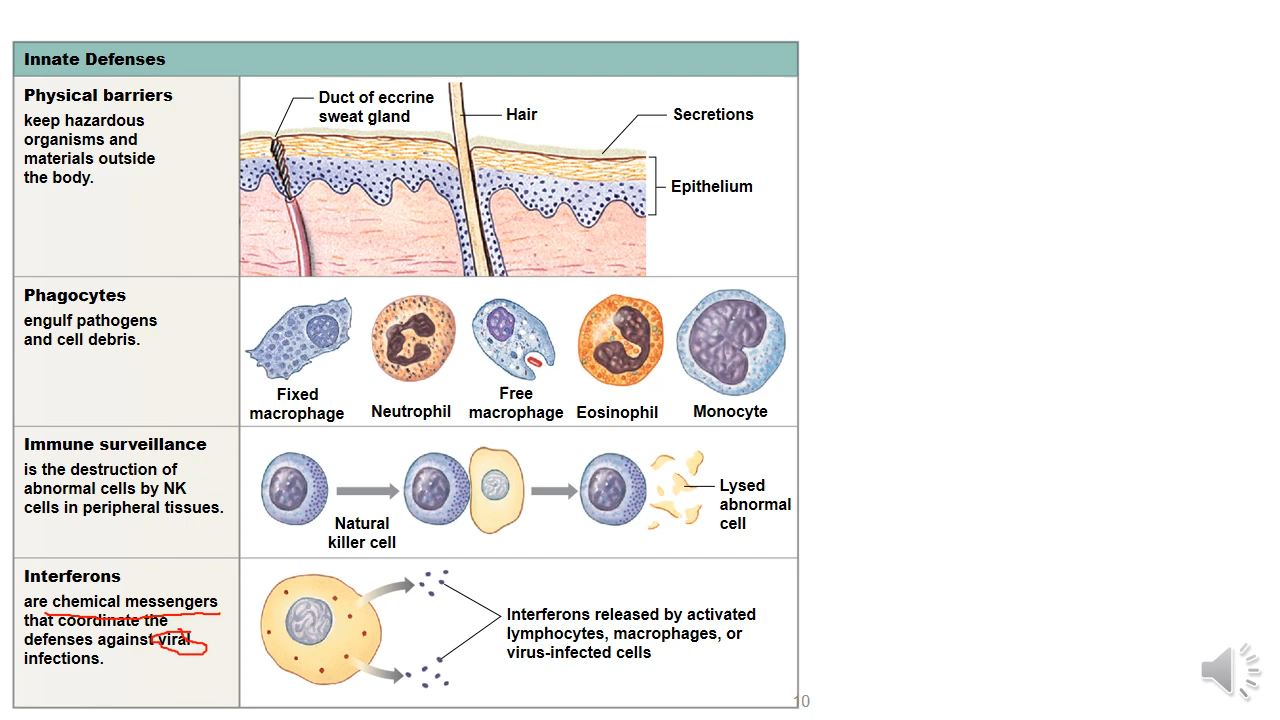 Innate Defenses
Physical barriers
keep hazardous
organisms and
materials outside
the body.
Duct of eccrine
sweat gland
Hair
Secretions
Epithelium
Phagocytes
engulf pathogens
and cell debris.
Fixed
macrophage
Neutrophil
Free
macrophage
Eosinophil
Monocyte
Immune surveillance
is the destruction of
abnormal cells by NK
cells in peripheral tissues.
Natural
killer cell
Lysed
abnormal
cell
Interferons
are chemical messengers
that coordinate the
defenses against viral
infections.
Interferons released by activated
lymphocytes, macrophages, or
virus-infected cells
10